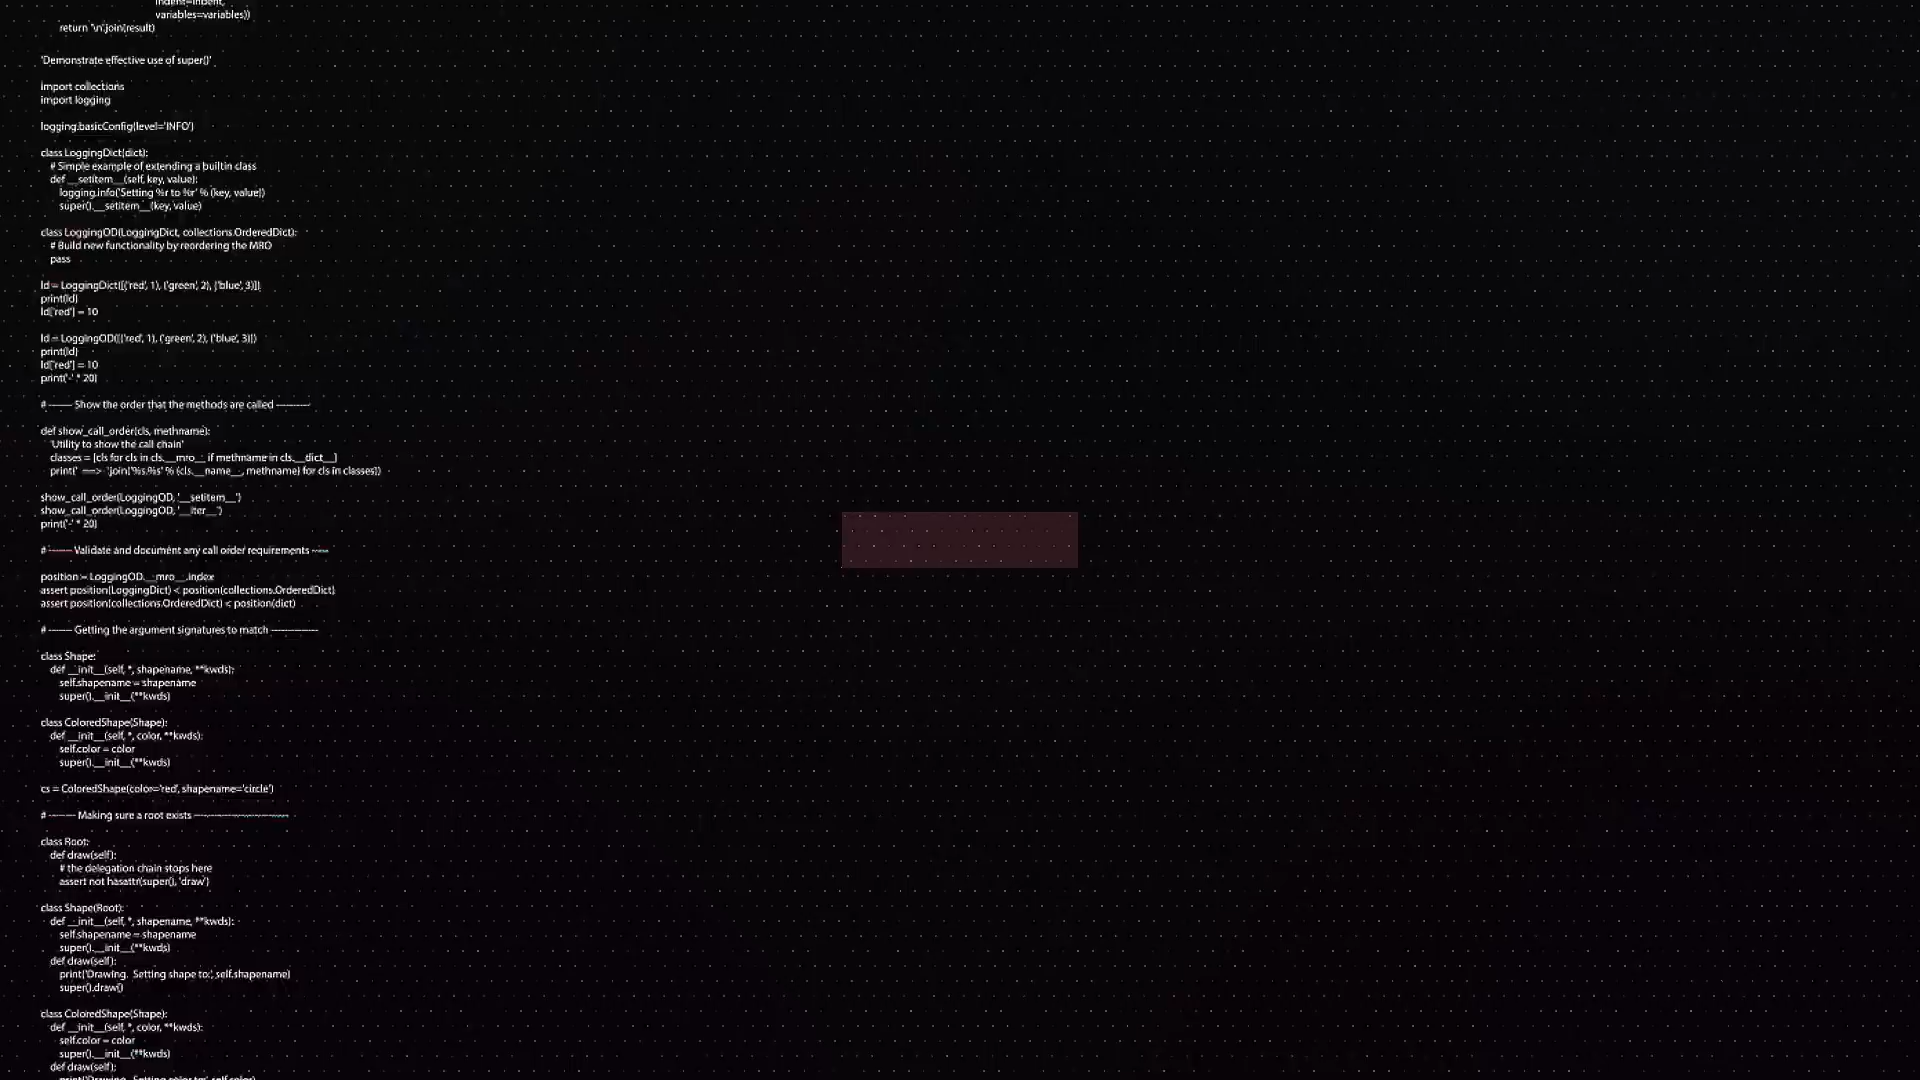 indent=indent,
variables=variables))
return '\n'.join(result)
'Demonstrate effective use of super()'
import collections
import logging
logging.basicConfig(level='INFO')
class LoggingDict(dict):
# Simple example of extending a builtin class
def __setitem__(self, key, value):
logging.info('Setting %r to %r' % (key, value))
super().__setitem__(key, value)
class LoggingOD(LoggingDict, collections.OrderedDict):
# Build new functionality by reordering the MRO
pass
ld = LoggingDict([('red', 1), ('green', 2), ('blue', 3)])
print(ld)
ld['red'] = 10
ld = LoggingOD([('red', 1), ('green', 2), ('blue', 3)])
print(ld)
ld['red'] = 10
print('-' * 20)
# ------- Show the order that the methods are called ----------
def show_call_order(cls, methname):
'Utility to show the call chain'
classes = [cls for cls in cls.__mro__ if methname in cls.__dict__]
print('  ==>  '.join('%s.%s' % (cls.__name__, methname) for cls in classes))
show_call_order(LoggingOD, '__setitem__')
show_call_order(LoggingOD, '__iter__')
print('-' * 20)
# ------- Validate and document any call order requirements -----
position = LoggingOD.__mro__.index
assert position(LoggingDict) < position(collections.OrderedDict)
assert position(collections.OrderedDict) < position(dict)
# ------- Getting the argument signatures to match --------------
class Shape:
def __init__(self, *, shapename, **kwds):
self.shapename = shapename
super().__init__(**kwds)
class ColoredShape(Shape):
def __init__(self, *, color, **kwds):
self.color = color
super().__init__(**kwds)
cs = ColoredShape(color='red', shapename='circle')
# -------- Making sure a root exists ----------------------------
class Root:
def draw(self):
# the delegation chain stops here
assert not hasattr(super(), 'draw')
class Shape(Root):
def __init__(self, *, shapename, **kwds):
self.shapename = shapename
super().__init__(**kwds)
def draw(self):
print('Drawing.  Setting shape to:', self.shapename)
super().draw()
class ColoredShape(Shape):
def __init__(self, *, color, **kwds):
self.color = color
super().__init__(**kwds)
def draw(self):
print('Drawing.  Setting color to:', self.color)